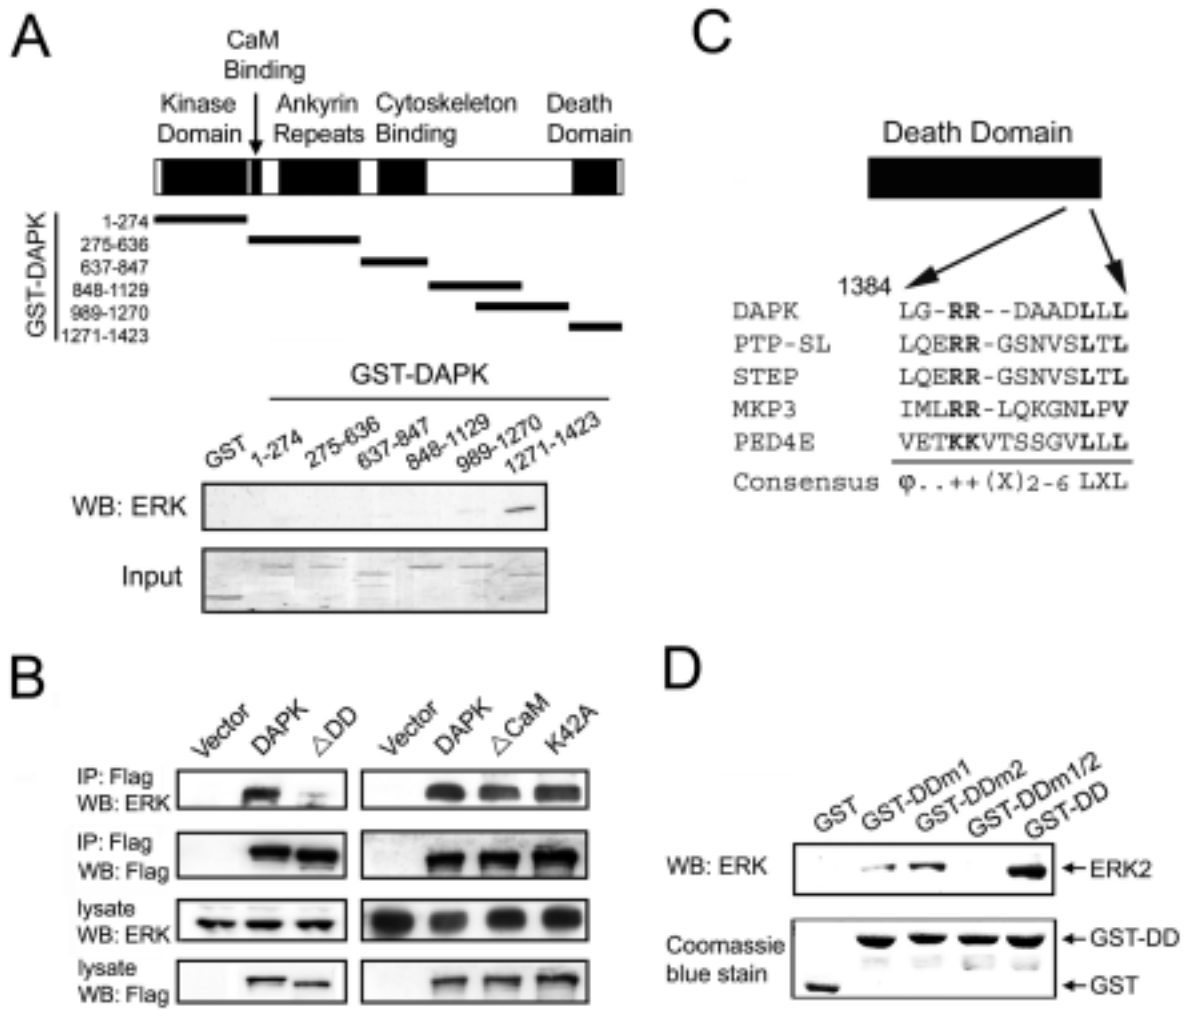 A
CaM
Binding
Kinase
Domain
Ankyrin
Repeats
Cytoskeleton
Binding
Death
Domain
GST-DAPK
1-274
275-636
637-847
848-1129
989-1270
1271-1423
GST-DAPK
GST
1-274
275-636
637-847
848-1129
989-1270
1271-1423
WB: ERK
Input
B
Vector
DAPK
△DD
Vector
DAPK
△CaM
K42A
IP: Flag
WB: ERK
IP: Flag
WB: Flag
lysate
WB: ERK
lysate
WB: Flag
C
Death Domain
1384
DAPK LG-RR--DAADLLL
PTP-SL LQERR-GSNVSLTL
STEP LQERR-GSNVSLTL
MKP3 IMLRR-LQKGNLPV
PED4E VETKKVTSSGVLLL
Consensus φ..++(X)2-6 LXL
D
GST
GST-DDm1
GST-DDm2
GST-DDm1/2
GST-DD
WB: ERK
ERK2
Coomassie
blue stain
GST-DD
GST